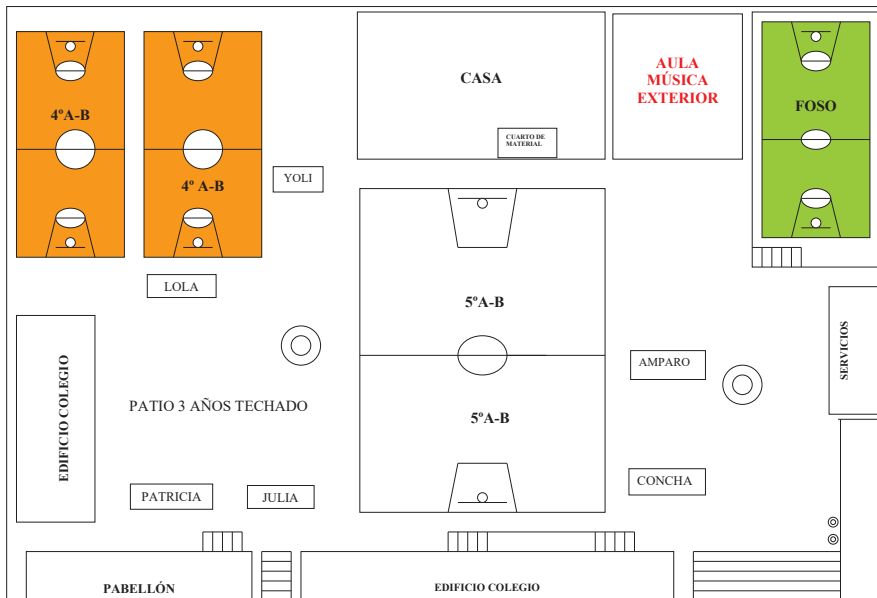 CASA
AULA
MÚSICA
EXTERIOR
4ºA-B
FOSO
CUARTO DE
MATERIAL
YOLI
4º A-B
LOLA
5ºA-B
SERVICIOS
AMPARO
EDIFICIO COLEGIO
PATIO 3 AÑOS TECHADO
5ºA-B
PATRICIA
JULIA
CONCHA
PABELLÓN
EDIFICIO COLEGIO